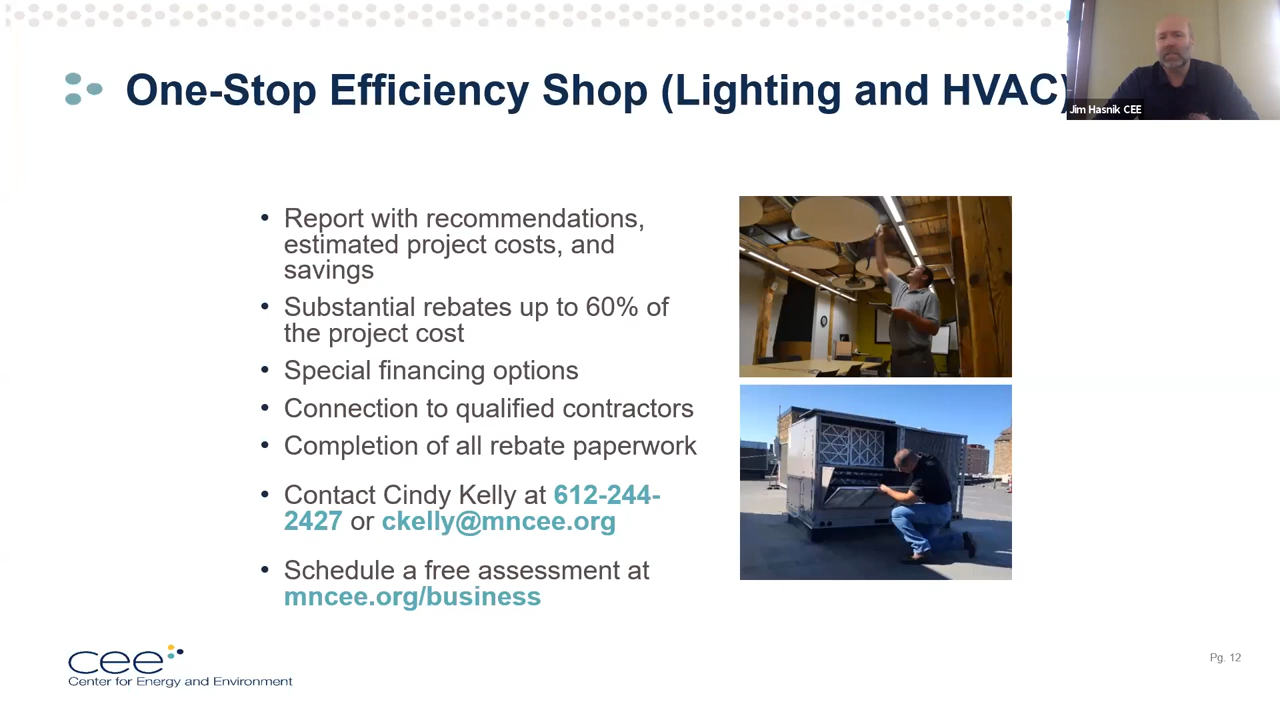 One-Stop Efficiency Shop (Lighting and HVAC)
Jim Hasnik CEE
• Report with recommendations,
estimated project costs, and
savings
• Substantial rebates up to 60% of
the project cost
• Special financing options
• Connection to qualified contractors
• Completion of all rebate paperwork
• Contact Cindy Kelly at 612-244-
2427 or ckelly@mncee.org
• Schedule a free assessment at
mncee.org/business
cee
Center for Energy and Environment
Pg. 12